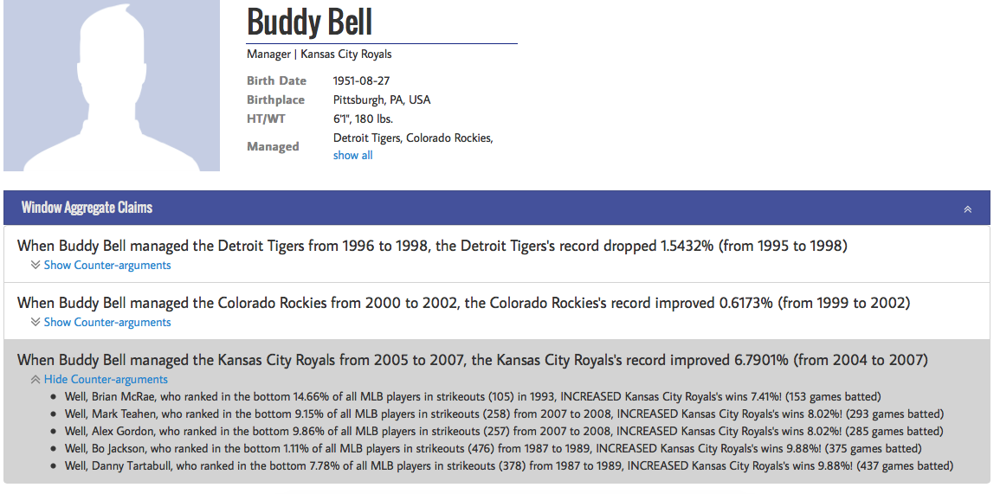 Buddy Bell
Manager | Kansas City Royals
Birth Date 1951-08-27
Birthplace Pittsburgh, PA, USA
HT/WT 6'1", 180 lbs.
Managed Detroit Tigers, Colorado Rockies,
show all
Window Aggregate Claims
When Buddy Bell managed the Detroit Tigers from 1996 to 1998, the Detroit Tigers's record dropped 1.5432% (from 1995 to 1998)
Show Counter-arguments
When Buddy Bell managed the Colorado Rockies from 2000 to 2002, the Colorado Rockies's record improved 0.6173% (from 1999 to 2002)
Show Counter-arguments
When Buddy Bell managed the Kansas City Royals from 2005 to 2007, the Kansas City Royals's record improved 6.7901% (from 2004 to 2007)
Hide Counter-arguments
• Well, Brian McRae, who ranked in the bottom 14.66% of all MLB players in strikeouts (105) in 1993, INCREASED Kansas City Royals's wins 7.41%! (153 games batted)
• Well, Mark Teahen, who ranked in the bottom 9.15% of all MLB players in strikeouts (258) from 2007 to 2008, INCREASED Kansas City Royals's wins 8.02%! (293 games batted)
• Well, Alex Gordon, who ranked in the bottom 9.86% of all MLB players in strikeouts (257) from 2007 to 2008, INCREASED Kansas City Royals's wins 8.02%! (285 games batted)
• Well, Bo Jackson, who ranked in the bottom 1.11% of all MLB players in strikeouts (476) from 1987 to 1989, INCREASED Kansas City Royals's wins 9.88%! (375 games batted)
• Well, Danny Tartabull, who ranked in the bottom 7.78% of all MLB players in strikeouts (378) from 1987 to 1989, INCREASED Kansas City Royals's wins 9.88%! (437 games batted)